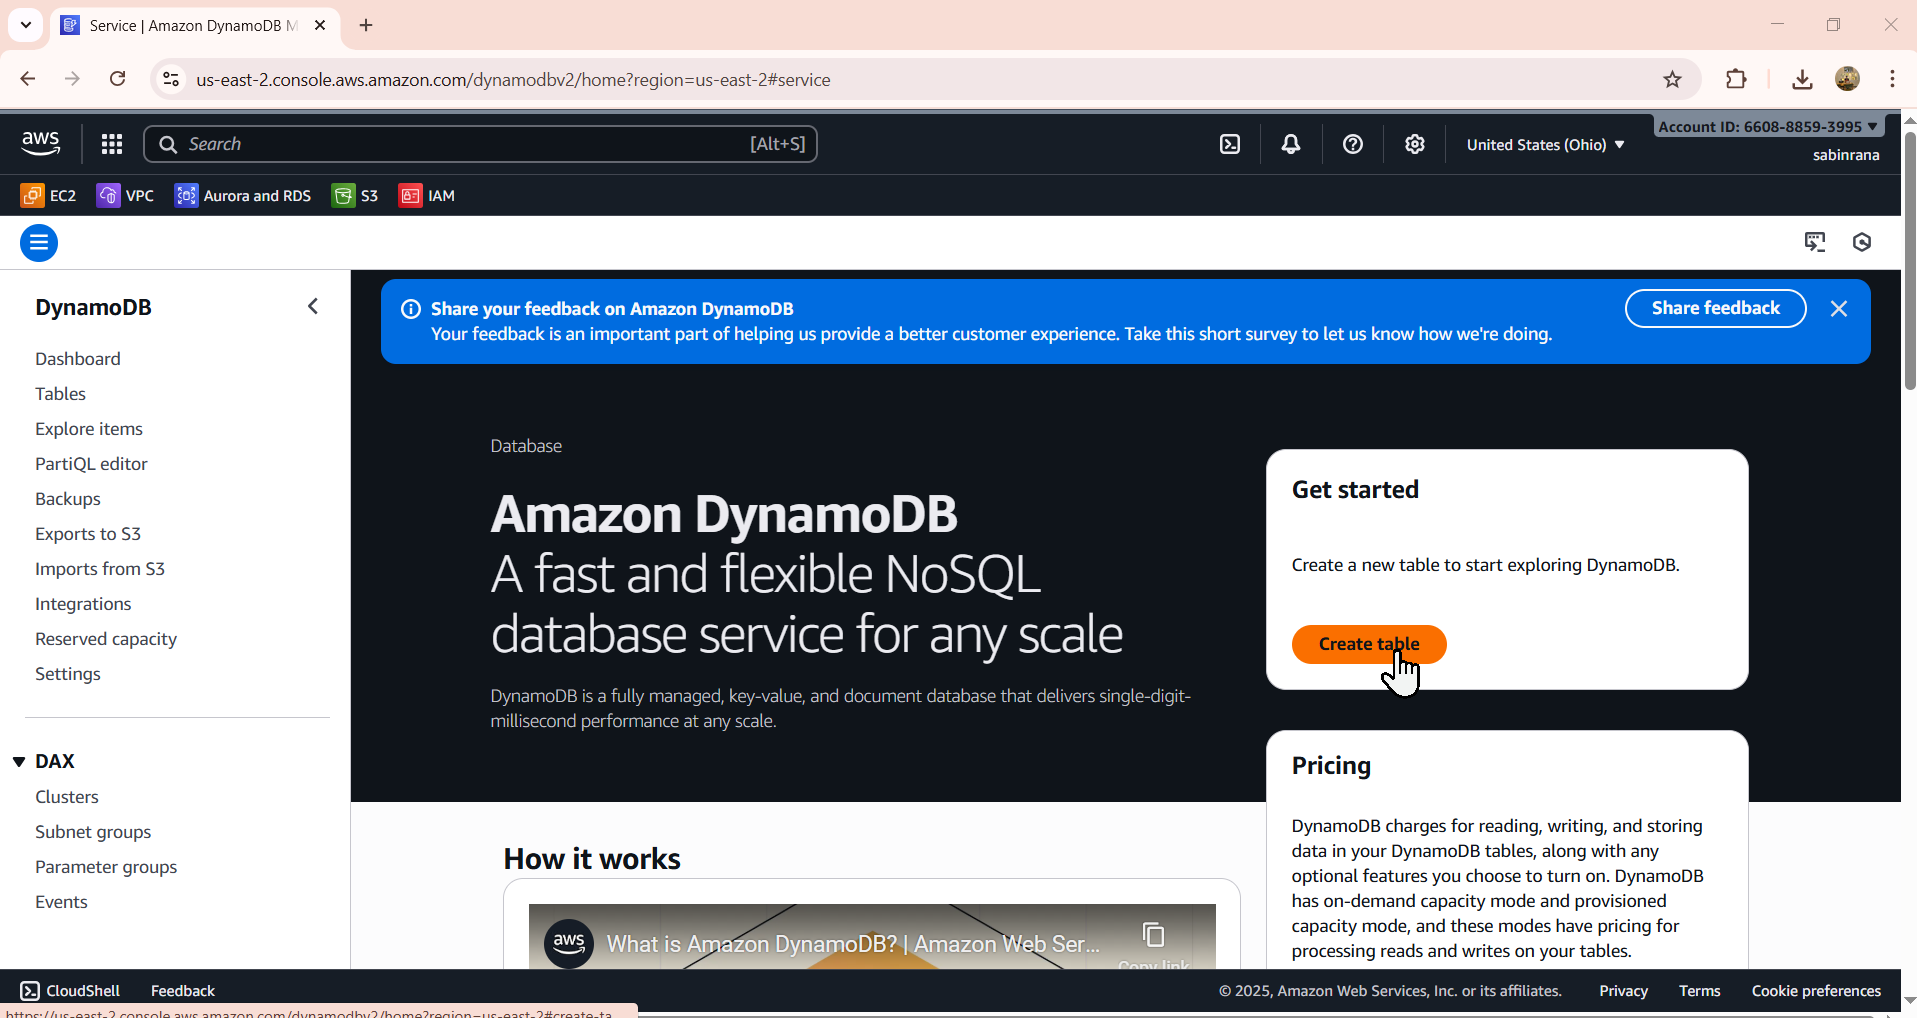 Service | Amazon DynamoDB M
us-east-2.console.aws.amazon.com/dynamodbv2/home?region=us-east-2#service
aws
Search
[Alt+S]
United States (Ohio)
Account ID: 6608-8859-3995
sabinrana
EC2
VPC
Aurora and RDS
S3
IAM
DynamoDB
Dashboard
Tables
Explore items
PartiQL editor
Backups
Exports to S3
Imports from S3
Integrations
Reserved capacity
Settings
DAX
Clusters
Subnet groups
Parameter groups
Events
Share your feedback on Amazon DynamoDB
Your feedback is an important part of helping us provide a better customer experience. Take this short survey to let us know how we're doing.
Share feedback
Database
Amazon DynamoDB
A fast and flexible NoSQL
database service for any scale
DynamoDB is a fully managed, key-value, and document database that delivers single-digit-
millisecond performance at any scale.
Get started
Create a new table to start exploring DynamoDB.
Create table
Pricing
DynamoDB charges for reading, writing, and storing
data in your DynamoDB tables, along with any
optional features you choose to turn on. DynamoDB
has on-demand capacity mode and provisioned
capacity mode, and these modes have pricing for
processing reads and writes on your tables.
How it works
aws
What is Amazon DynamoDB? | Amazon Web Ser...
Copy link
CloudShell
Feedback
© 2025, Amazon Web Services, Inc. or its affiliates.
Privacy
Terms
Cookie preferences
https://us-east-2.console.aws.amazon.com/dynamodbv2/home?region=us-east-2#create-ta...